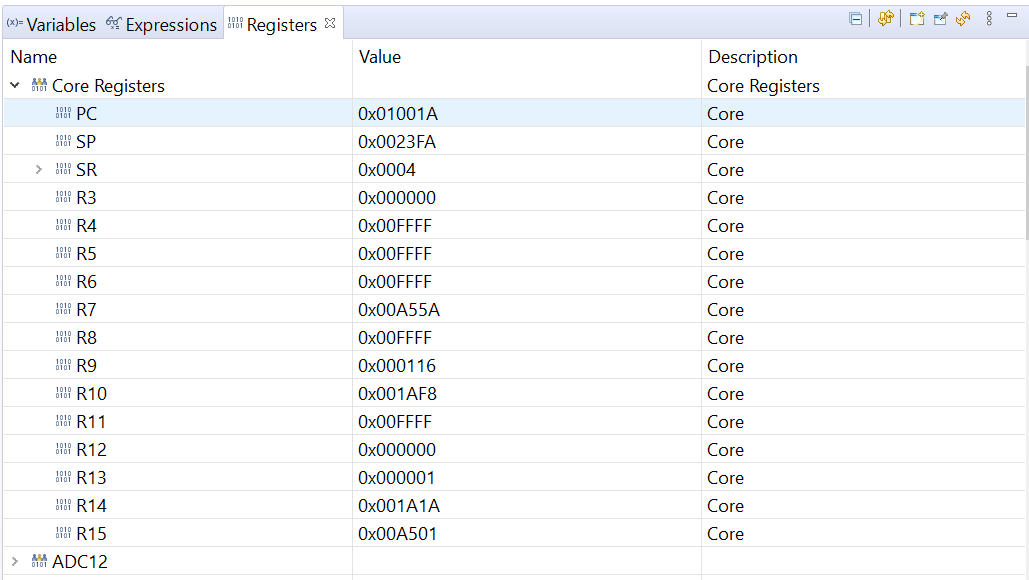 (x)= Variables Expressions Registers
Name Value Description
Core Registers Core Registers
PC 0x01001A Core
SP 0x0023FA Core
SR 0x0004 Core
R3 0x000000 Core
R4 0x00FFFF Core
R5 0x00FFFF Core
R6 0x00FFFF Core
R7 0x00A55A Core
R8 0x00FFFF Core
R9 0x000116 Core
R10 0x001AF8 Core
R11 0x00FFFF Core
R12 0x000000 Core
R13 0x000001 Core
R14 0x001A1A Core
R15 0x00A501 Core
ADC12